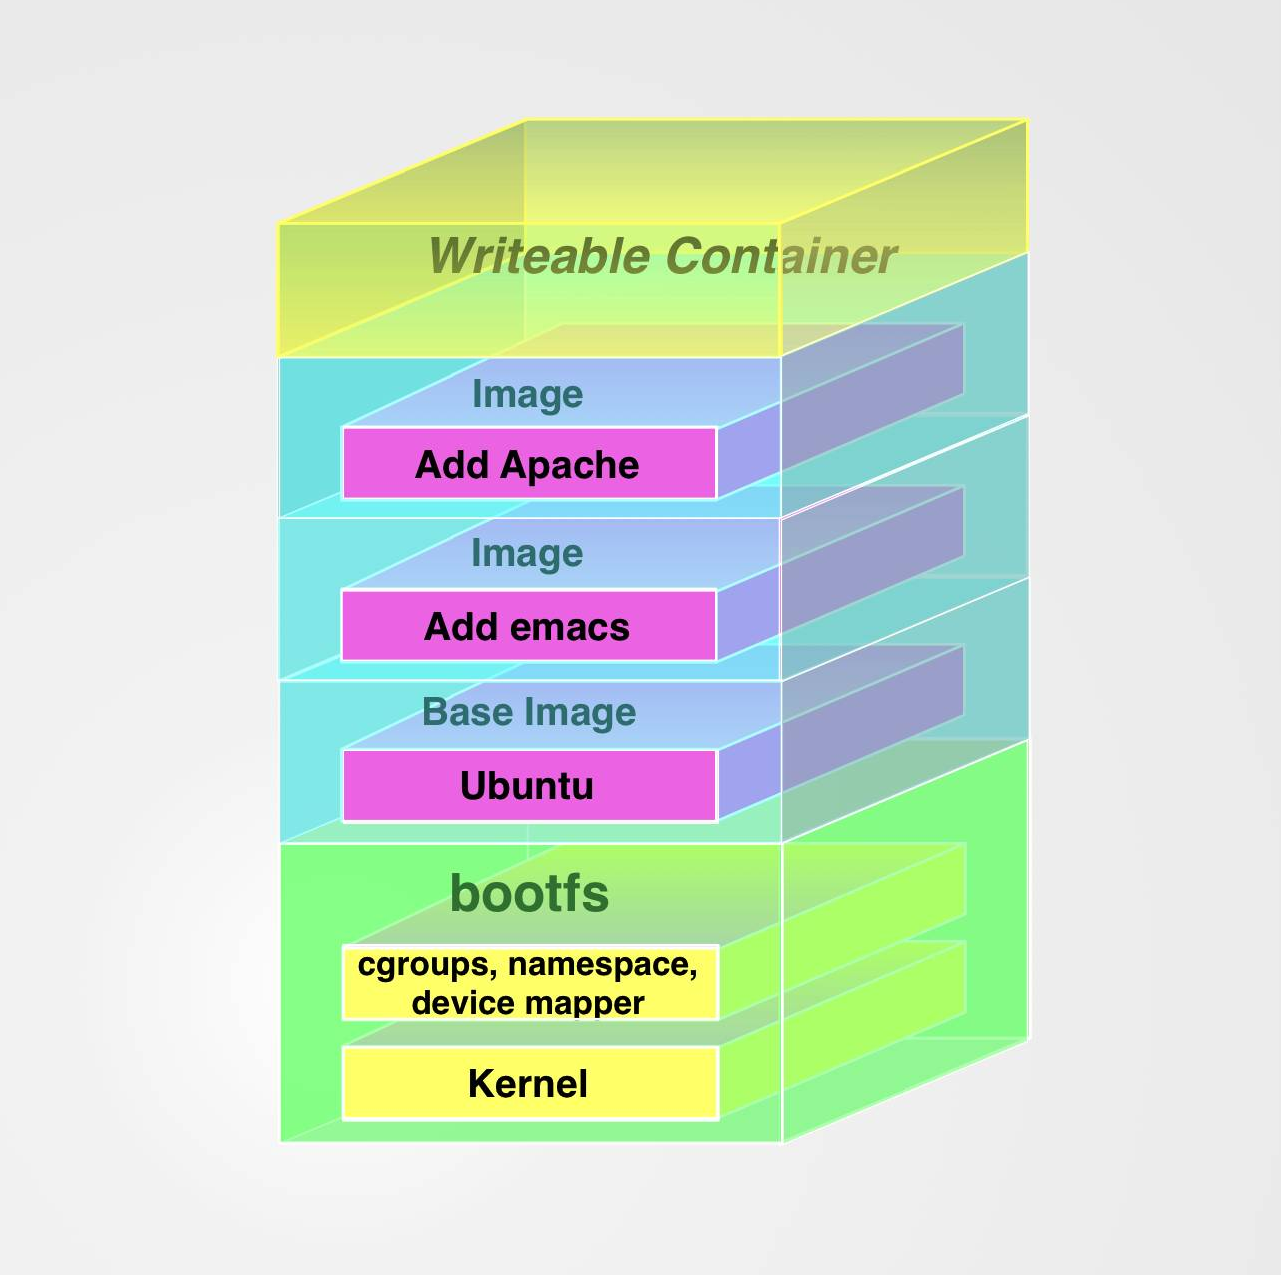 Writeable Container
Image
Add Apache
Image
Add emacs
Base Image
Ubuntu
bootfs
cgroups, namespace,
device mapper
Kernel